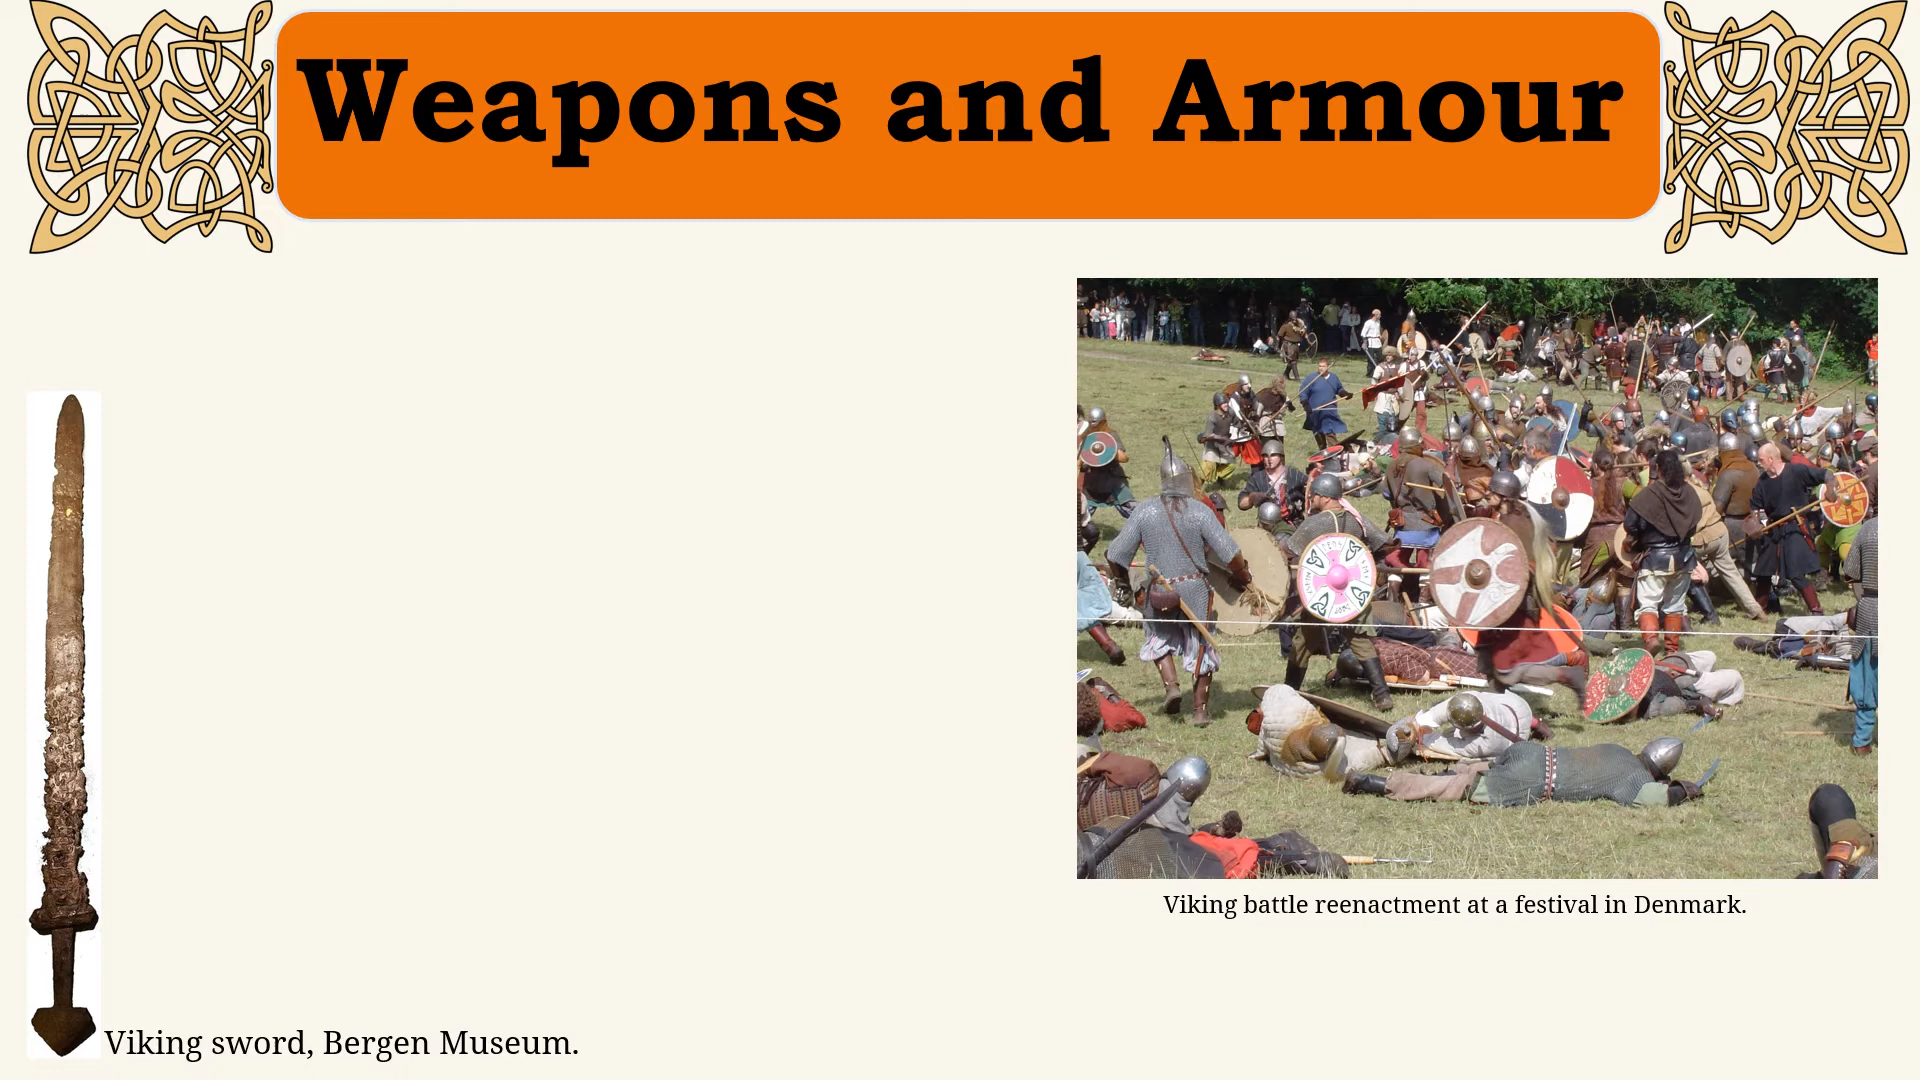 Weapons and Armour
Viking battle reenactment at a festival in Denmark.
Viking sword, Bergen Museum.